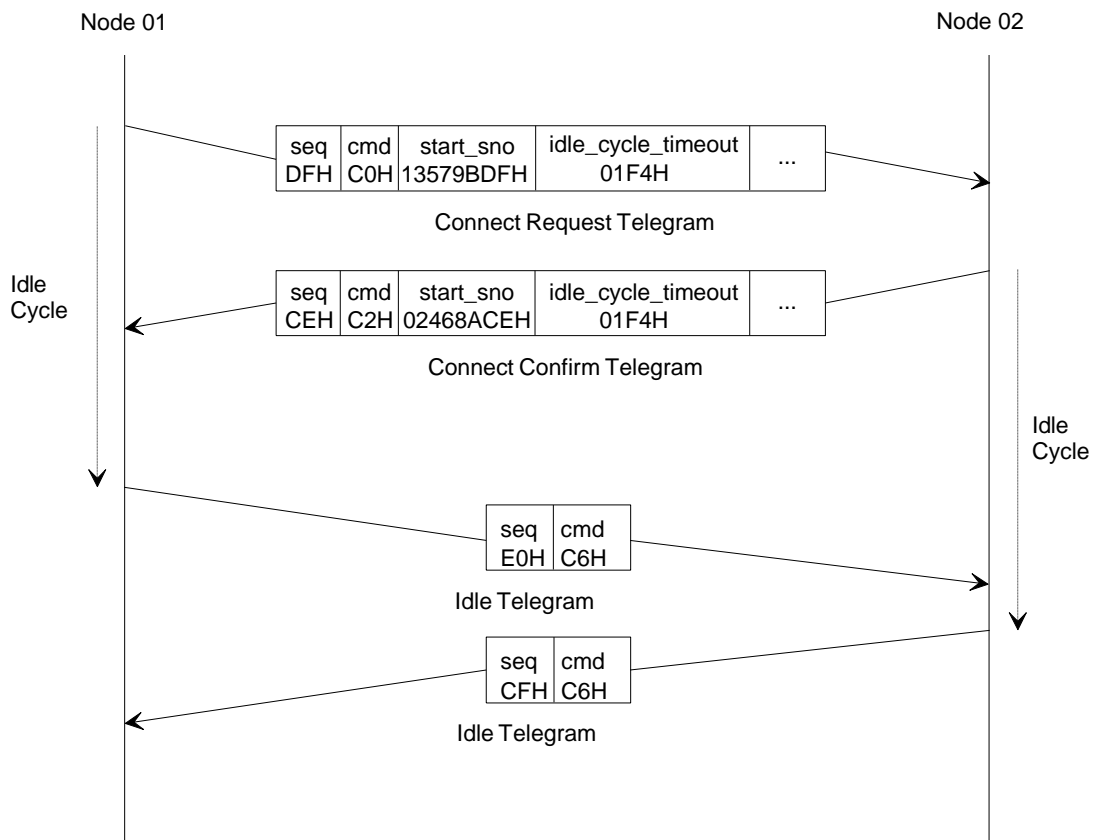 Node 01
Node 02
seq cmd start_sno idle_cycle_timeout ...
DFH C0H 13579BDFH 01F4H
Connect Request Telegram
Idle
Cycle
seq cmd start_sno idle_cycle_timeout ...
CEH C2H 02468ACEH 01F4H
Connect Confirm Telegram
Idle
Cycle
seq cmd
E0H C6H
Idle Telegram
seq cmd
CFH C6H
Idle Telegram